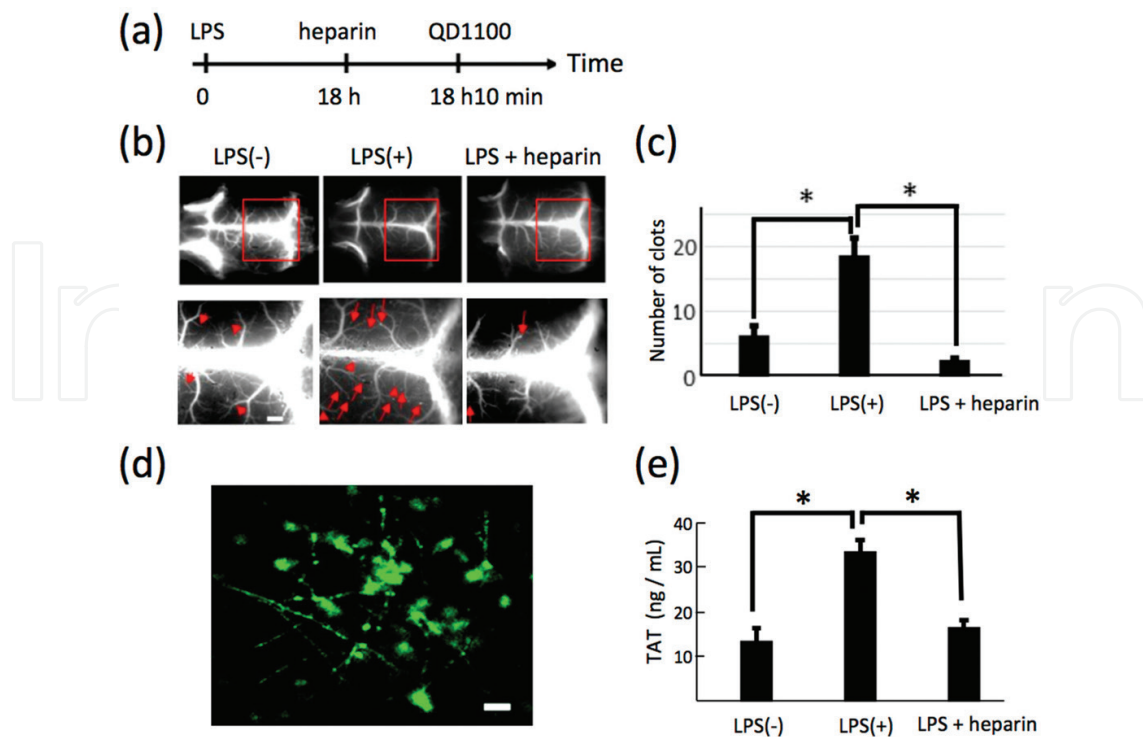 (a)
LPS heparin QD1100
Time
0 18 h 18 h10 min
(b)
LPS(-) LPS(+) LPS + heparin
(c)
* *
Number of clots
20
10
0
LPS(-) LPS(+) LPS + heparin
(d)
(e)
* *
TAT (ng / mL)
40
30
20
10
LPS(-) LPS(+) LPS + heparin
In
n